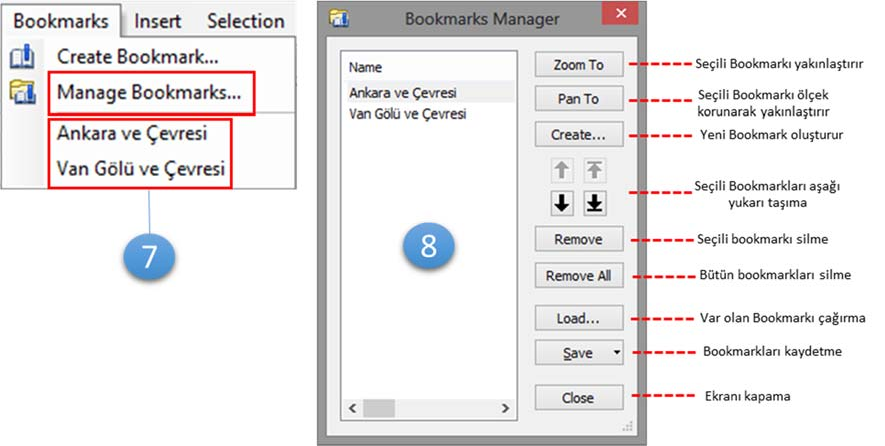 Bookmarks Insert Selection
Create Bookmark...
Manage Bookmarks...
Ankara ve Çevresi
Van Gölü ve Çevresi
7
Bookmarks Manager
Name
Ankara ve Çevresi
Van Gölü ve Çevresi
8
Zoom To
Seçili Bookmarkı yakınlaştırır
Pan To
Seçili Bookmarkı ölçek
korunarak yakınlaştırır
Create...
Yeni Bookmark oluşturur
Seçili Bookmarkları aşağı
yukarı taşıma
Remove
Seçili bookmarkı silme
Remove All
Bütün bookmarkları silme
Load...
Var olan Bookmarkı çağırma
Save
Bookmarkları kaydetme
Close
Ekranı kapama